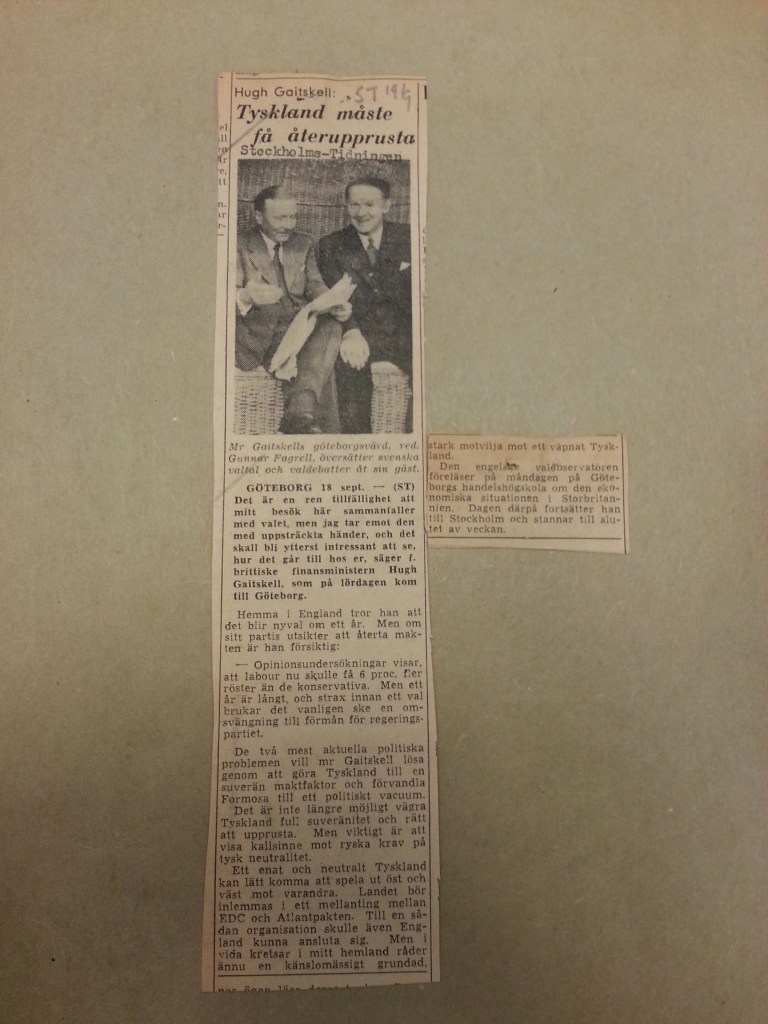 Hugh Gaitskell: ST 19/9
Tyskland måste
få återupprusta
Stockholms-Tidningen
Mr Gaitskells göteborgsvärd, red.
Gunnar Fagrell, översätter svenska
valtal och valdebatter åt sin gäst.
GÖTEBORG 18 sept. — (ST)
Det är en ren tillfällighet att
mitt besök här sammanfaller
med valet, men jag tar emot den
med uppsträckta händer, och det
skall bli ytterst intressant att se,
hur det går till hos er, säger f.
brittiske finansministern Hugh
Gaitskell, som på lördagen kom
till Göteborg.
Hemma i England tror han att
det blir nyval om ett år. Men om
sitt partis utsikter att återta mak-
ten är han försiktig:
— Opinionsundersökningar visar,
att labour nu skulle få 6 proc. fler
röster än de konservativa. Men ett
år är långt, och strax innan ett val
brukar det vanligen ske en om-
svängning till förmån för regerings-
partiet.
De två mest aktuella politiska
problemen vill mr Gaitskell lösa
genom att göra Tyskland till en
suverän maktfaktor och förvandla
Formosa till ett politiskt vacuum.
Det är inte längre möjligt vägra
Tyskland full suveränitet och rätt
att upprusta. Men viktigt är att
visa kallsinne mot ryska krav på
tysk neutralitet.
Ett enat och neutralt Tyskland
kan lätt komma att spela ut öst och
väst mot varandra. Landet bör
inlemmas i ett mellanting mellan
EDC och Atlantpakten. Till en så-
dan organisation skulle även Eng-
land kunna ansluta sig. Men i
vida kretsar i mitt hemland råder
ännu en känslomässigt grundad,
stark motvilja mot ett väpnat Tysk-
land.
Den engelske valobservatören
föreläser på måndagen på Göte-
borgs handelshögskola om den eko-
nomiska situationen i Storbritan-
nien. Dagen därpå fortsätter han
till Stockholm och stannar till slu-
tet av veckan.